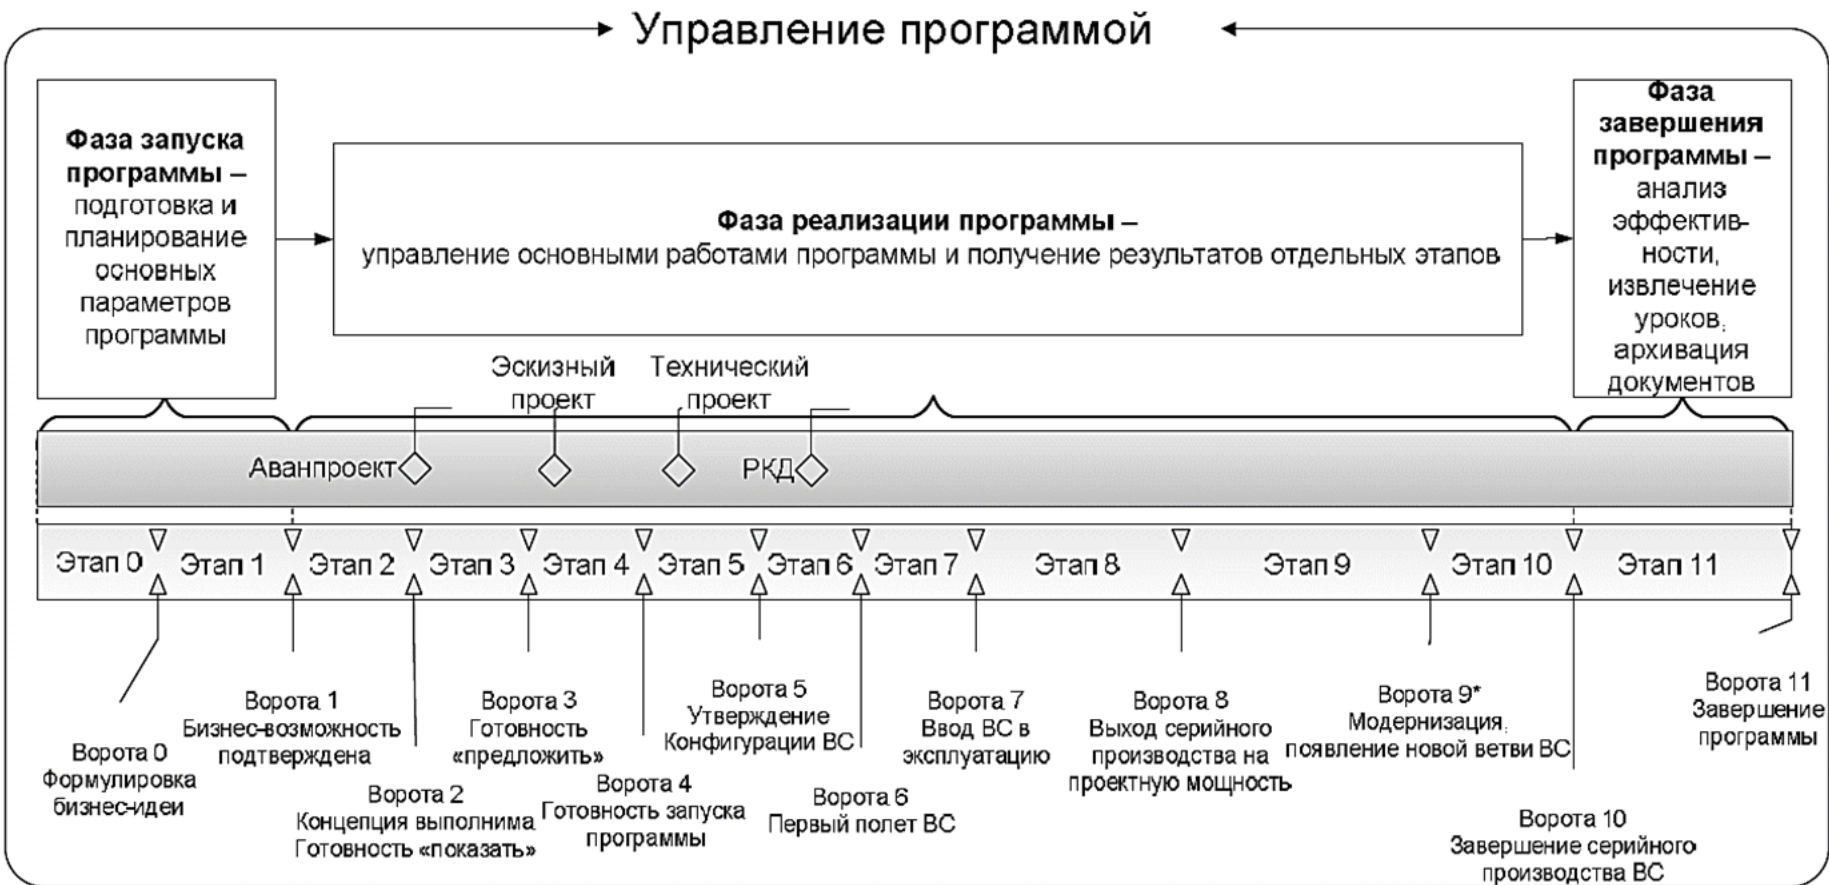 Управление программой
Фаза запуска
программы –
подготовка и
планирование
основных
параметров
программы
Фаза реализации программы –
управление основными работами программы и получение результатов отдельных этапов
Фаза
завершения
программы –
анализ
эффектив-
ности,
извлечение
уроков,
архивация
документов
Эскизный
проект
Технический
проект
Аванпроект
РКД
Этап 0
Этап 1
Этап 2
Этап 3
Этап 4
Этап 5
Этап 6
Этап 7
Этап 8
Этап 9
Этап 10
Этап 11
Ворота 0
Формулировка
бизнес-идеи
Ворота 1
Бизнес-возможность
подтверждена
Ворота 2
Концепция выполнима
Готовность «показать»
Ворота 3
Готовность
«предложить»
Ворота 4
Готовность запуска
программы
Ворота 5
Утверждение
Конфигурации ВС
Ворота 6
Первый полет ВС
Ворота 7
Ввод ВС в
эксплуатацию
Ворота 8
Выход серийного
производства на
проектную мощность
Ворота 9*
Модернизация,
появление новой ветви ВС
Ворота 10
Завершение серийного
производства ВС
Ворота 11
Завершение
программы